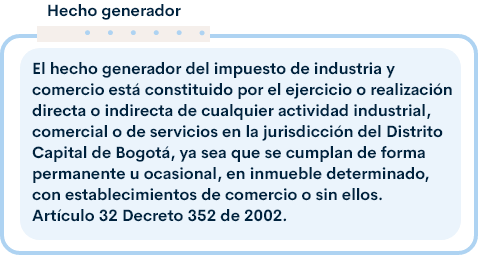 Hecho generador
El hecho generador del impuesto de industria y
comercio está constituido por el ejercicio o realización
directa o indirecta de cualquier actividad industrial,
comercial o de servicios en la jurisdicción del Distrito
Capital de Bogotá, ya sea que se cumplan de forma
permanente u ocasional, en inmueble determinado,
con establecimientos de comercio o sin ellos.
Artículo 32 Decreto 352 de 2002.